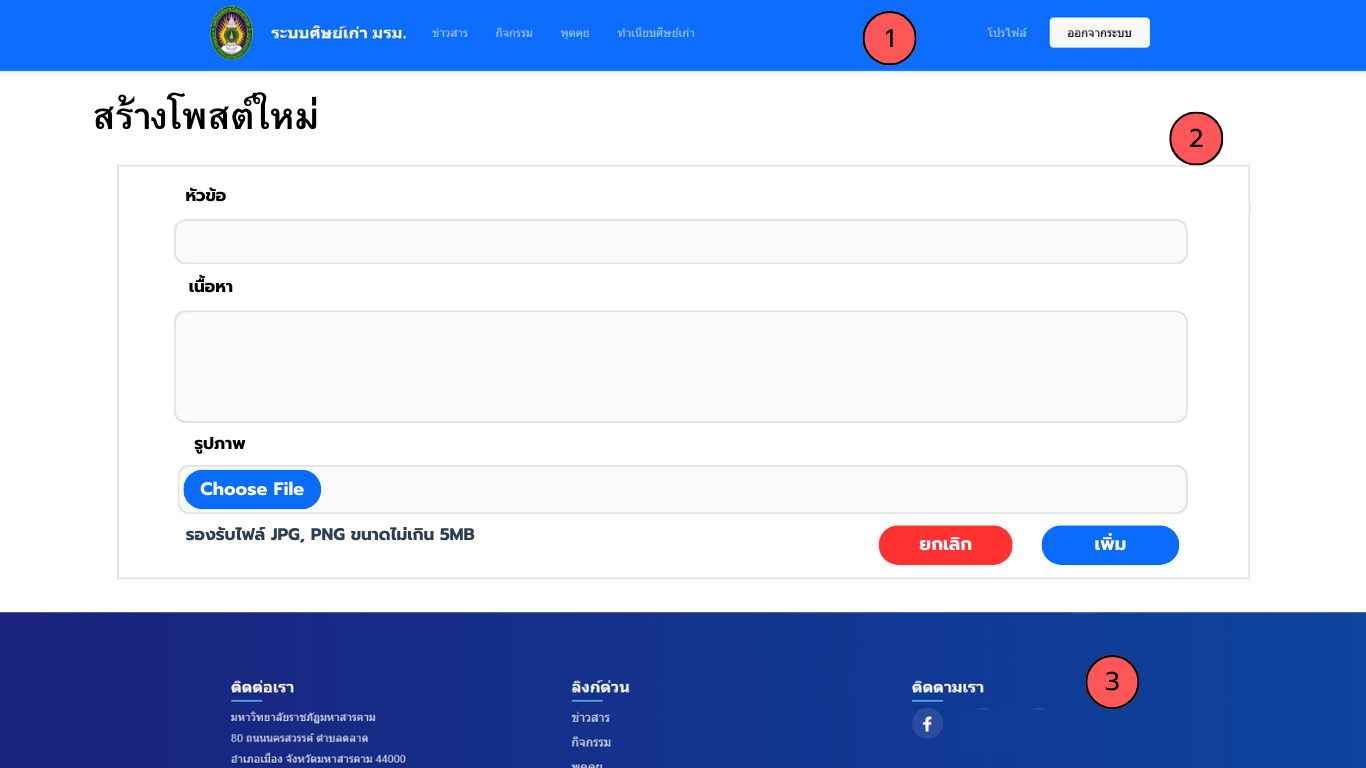 ระบบศิษย์เก่า มรม. ข่าวสาร กิจกรรม พูดคุย ทำเนียบศิษย์เก่า 1 โปรไฟล์ ออกจากระบบ
สร้างโพสต์ใหม่
2
หัวข้อ
เนื้อหา
รูปภาพ
Choose File
รองรับไฟล์ JPG, PNG ขนาดไม่เกิน 5MB
ยกเลิก เพิ่ม
ติดต่อเรา ลิงก์ด่วน ติดตามเรา 3
มหาวิทยาลัยราชภัฏมหาสารคาม ข่าวสาร
80 ถนนนครสวรรค์ ตำบลตลาด กิจกรรม
อำเภอเมือง จังหวัดมหาสารคาม 44000 พูดคุย